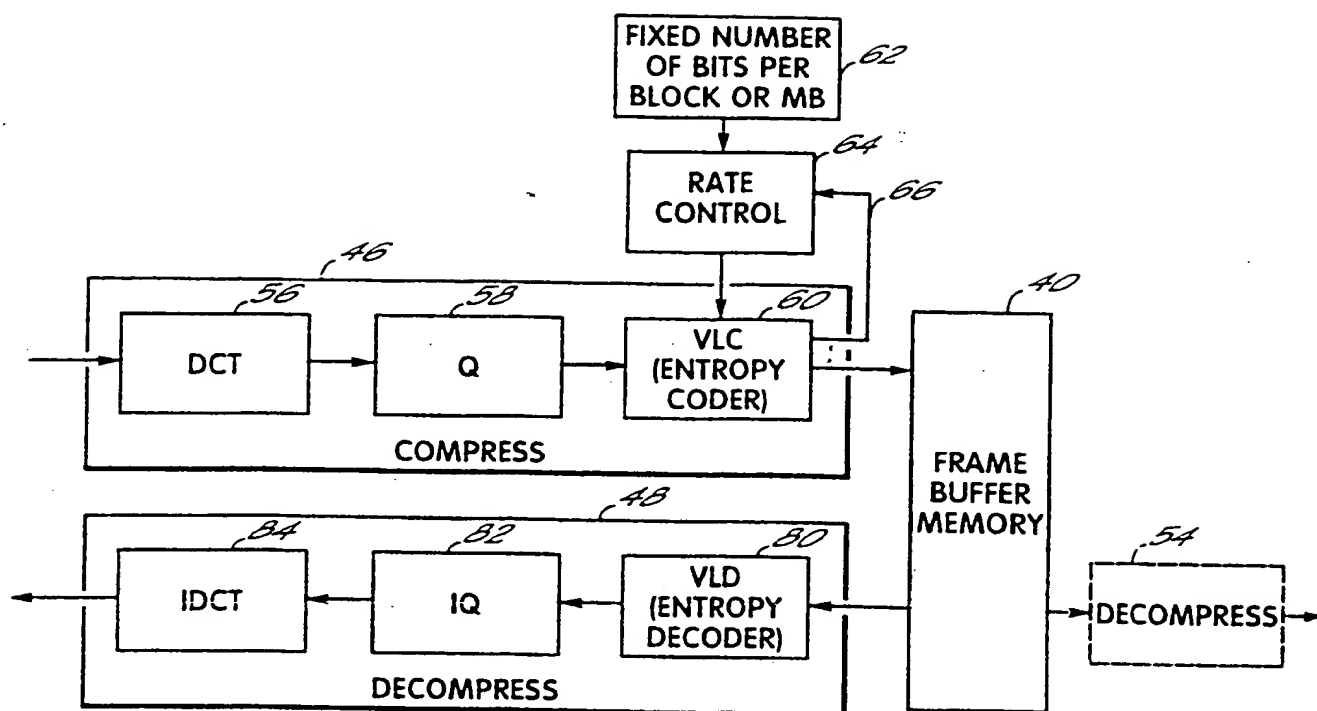 FIXED NUMBER
OF BITS PER
BLOCK OR MB
62
64
RATE
CONTROL
66
46
56
58
60
40
DCT
Q
VLC
(ENTROPY
CODER)
COMPRESS
FRAME
BUFFER
MEMORY
48
84
82
80
54
IDCT
IQ
VLD
(ENTROPY
DECODER)
DECOMPRESS
DECOMPRESS